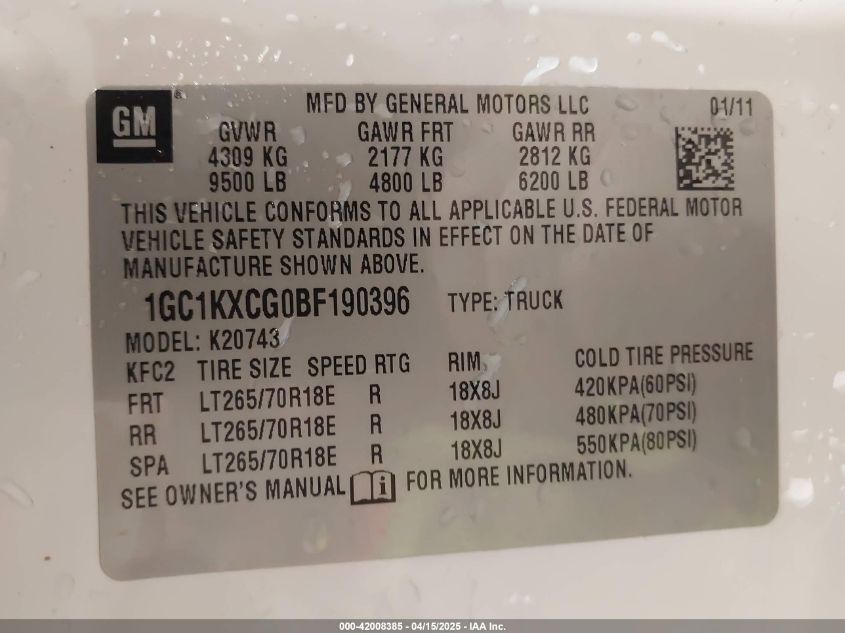 GM ® MFD BY GENERAL MOTORS LLC 01/11
GVWR GAWR FRT GAWR RR
4309 KG 2177 KG 2812 KG
9500 LB 4800 LB 6200 LB
THIS VEHICLE CONFORMS TO ALL APPLICABLE U.S. FEDERAL MOTOR
VEHICLE SAFETY STANDARDS IN EFFECT ON THE DATE OF
MANUFACTURE SHOWN ABOVE.
1GC1KXCG0BF190396 TYPE: TRUCK
MODEL: K20743
KFC2 TIRE SIZE SPEED RTG RIM COLD TIRE PRESSURE
FRT LT265/70R18E R 18X8J 420KPA(60PSI)
RR LT265/70R18E R 18X8J 480KPA(70PSI)
SPA LT265/70R18E R 18X8J 550KPA(80PSI)
SEE OWNER'S MANUAL i FOR MORE INFORMATION.
000-42008385 - 04/15/2025 - IAA Inc.